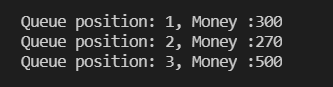 Queue position: 1, Money :300
Queue position: 2, Money :270
Queue position: 3, Money :500